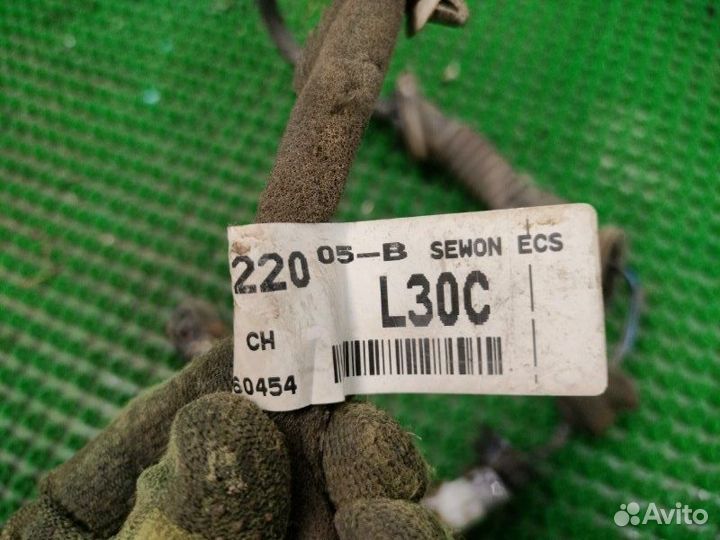 220 05-B SEWON ECS
L30C
CH
60454
Avito